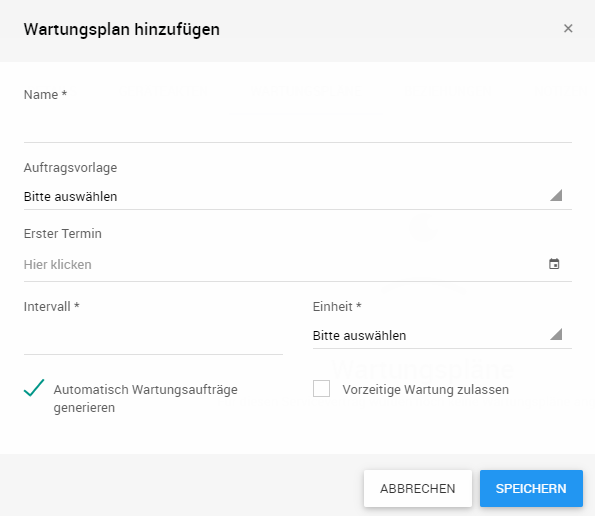 Wartungsplan hinzufügen
Name *
Auftragsvorlage
Bitte auswählen
Erster Termin
Hier klicken
Intervall *
Einheit *
Bitte auswählen
Automatisch Wartungsaufträge
generieren
Vorzeitige Wartung zulassen
ABBRECHEN
SPEICHERN